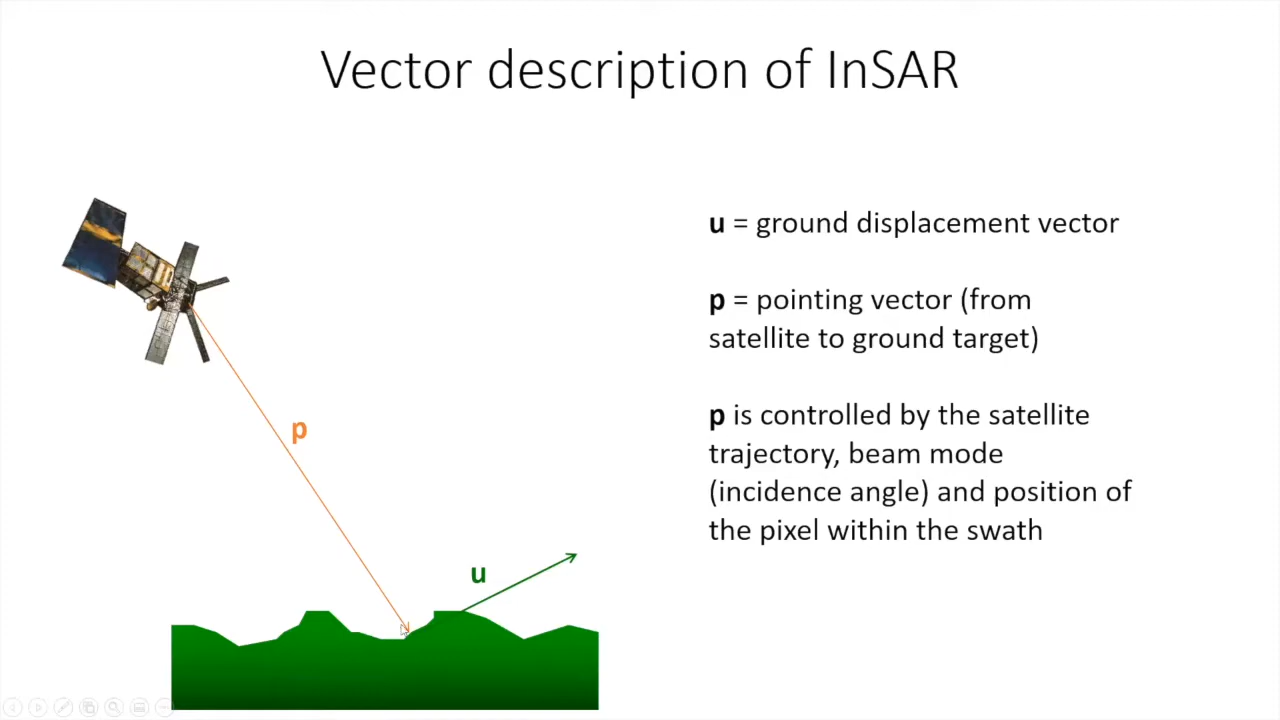 Vector description of InSAR
u = ground displacement vector
p = pointing vector (from
satellite to ground target)
p is controlled by the satellite
trajectory, beam mode
(incidence angle) and position of
the pixel within the swath
p
u